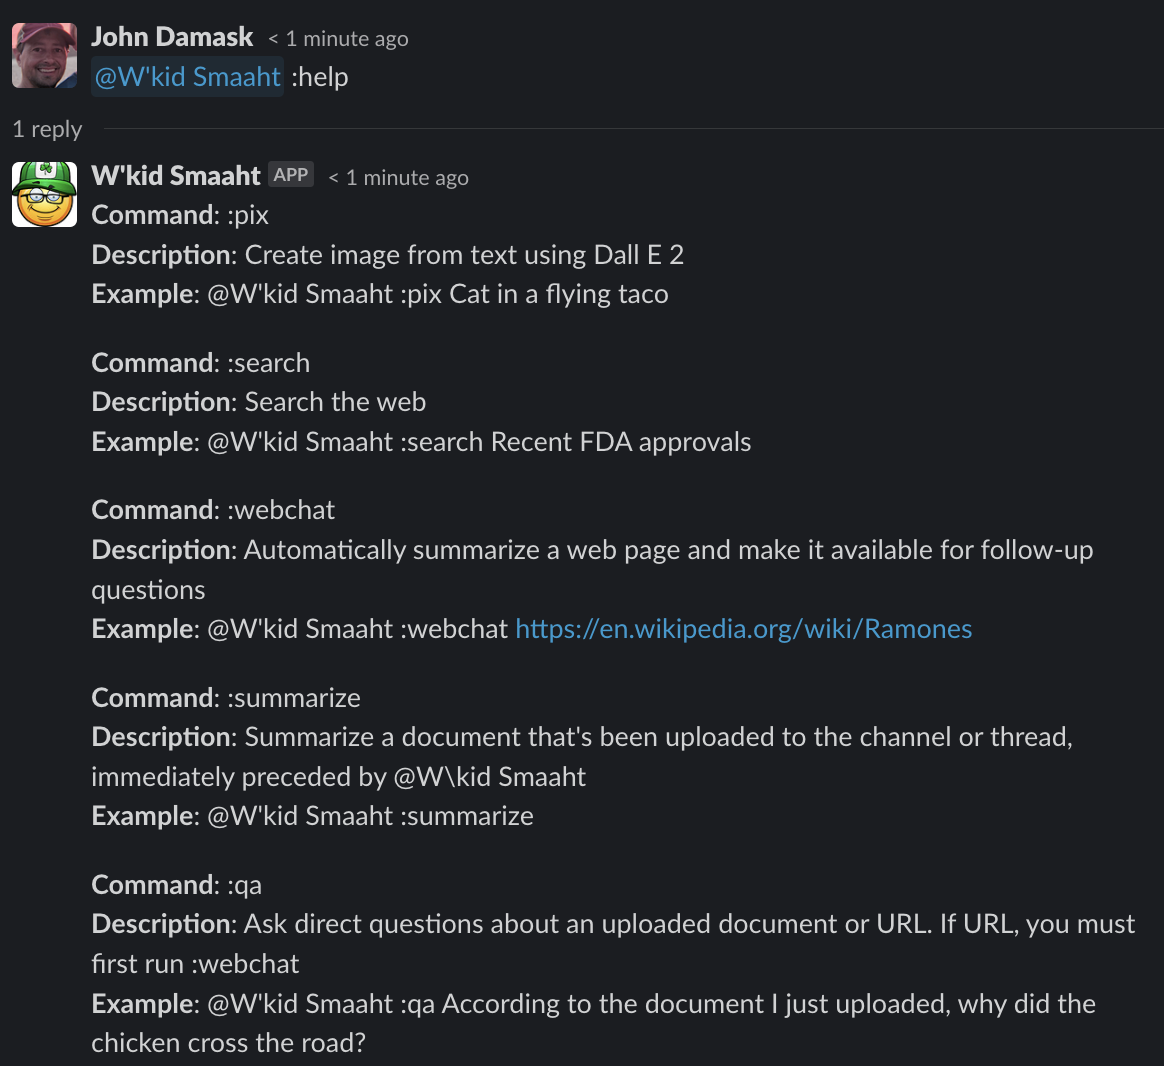 John Damask < 1 minute ago
@W'kid Smaaht :help
1 reply
W'kid Smaaht APP < 1 minute ago
Command: :pix
Description: Create image from text using Dall E 2
Example: @W'kid Smaaht :pix Cat in a flying taco
Command: :search
Description: Search the web
Example: @W'kid Smaaht :search Recent FDA approvals
Command: :webchat
Description: Automatically summarize a web page and make it available for follow-up
questions
Example: @W'kid Smaaht :webchat https://en.wikipedia.org/wiki/Ramones
Command: :summarize
Description: Summarize a document that's been uploaded to the channel or thread,
immediately preceded by @W\kid Smaaht
Example: @W'kid Smaaht :summarize
Command: :qa
Description: Ask direct questions about an uploaded document or URL. If URL, you must
first run :webchat
Example: @W'kid Smaaht :qa According to the document I just uploaded, why did the
chicken cross the road?